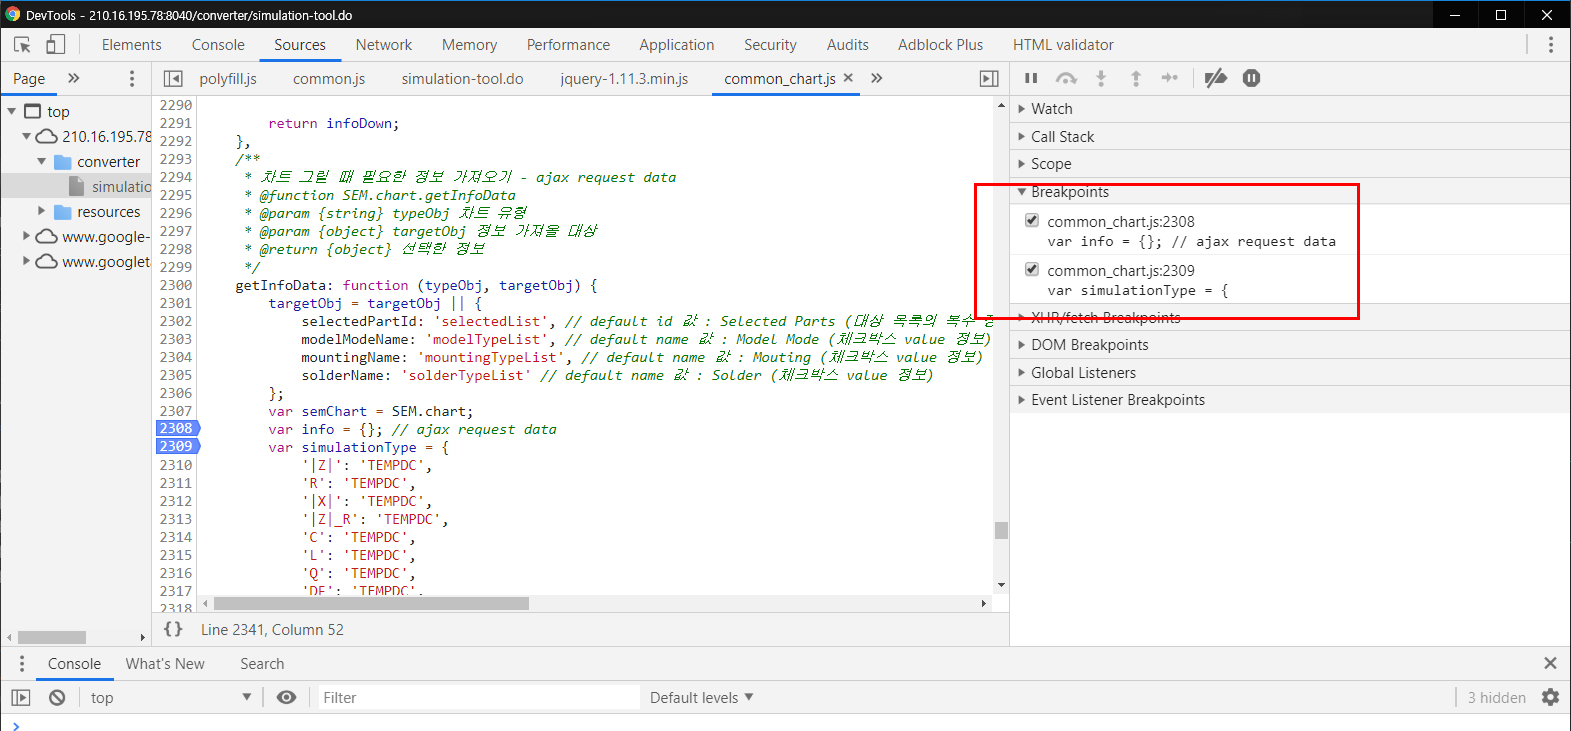 DevTools - 210.16.195.78:8040/converter/simulation-tool.do
Elements Console Sources Network Memory Performance Application Security Audits Adblock Plus HTML validator
Page
polyfill.js common.js simulation-tool.do jquery-1.11.3.min.js common_chart.js
top
210.16.195.78
converter
simulatio
resources
www.google-
www.googleta
2290
2291 return infoDown;
2292 },
2293 /**
2294 * 차트 그릴 때 필요한 정보 가져오기 - ajax request data
2295 * @function SEM.chart.getInfoData
2296 * @param {string} typeObj 차트 유형
2297 * @param {object} targetObj 정보 가져올 대상
2298 * @return {object} 선택한 정보
2299 */
2300 getInfoData: function (typeObj, targetObj) {
2301 targetObj = targetObj || {
2302 selectedPartId: 'selectedList', // default id 값 : Selected Parts (대상 목록의 복수
2303 modelModeName: 'modelTypeList', // default name 값 : Model Mode (체크박스 value 정보)
2304 mountingName: 'mountingTypeList', // default name 값 : Mouting (체크박스 value 정보)
2305 solderName: 'solderTypeList' // default name 값 : Solder (체크박스 value 정보)
2306 };
2307 var semChart = SEM.chart;
2308 var info = {}; // ajax request data
2309 var simulationType = {
2310 '|Z|': 'TEMPDC',
2311 'R': 'TEMPDC',
2312 '|X|': 'TEMPDC',
2313 '|Z|_R': 'TEMPDC',
2314 'C': 'TEMPDC',
2315 'L': 'TEMPDC',
2316 'Q': 'TEMPDC',
2317 'DF': 'TEMPDC',
2318
{} Line 2341, Column 52
Watch
Call Stack
Scope
Breakpoints
common_chart.js:2308
var info = {}; // ajax request data
common_chart.js:2309
var simulationType = {
XHR/fetch Breakpoints
DOM Breakpoints
Global Listeners
Event Listener Breakpoints
Console What's New Search
top Filter Default levels 3 hidden